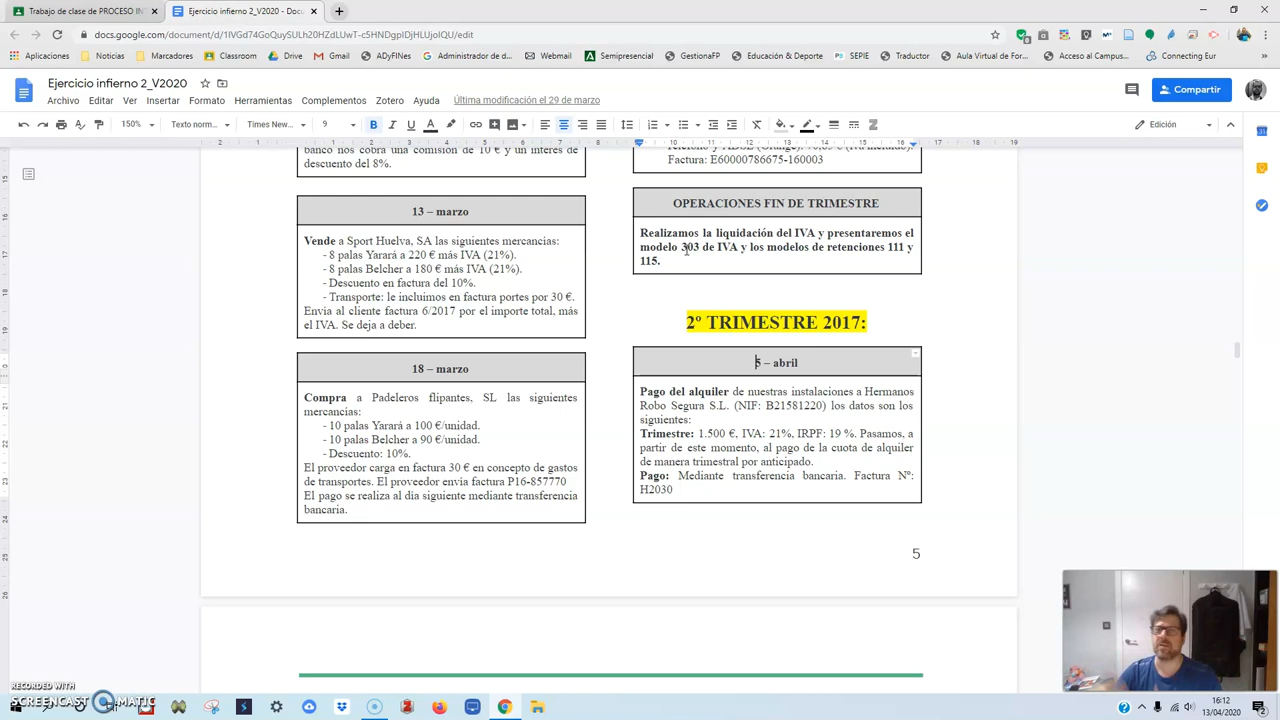 Trabajo de clase de PROCESO INT
Ejercicio infierno 2_V2020 - Docu
docs.google.com/document/d/1IVGd74GoQuySULh20HZdLUwT-c5HNDgpIDjHLUjoIQU/edit
Aplicaciones
Noticias
Marcadores
Classroom
Drive
Gmail
ADyFINes
Semipresencial
GestionaFP
Educación & Deporte
SEPIE
Traductor
Aula Virtual de For...
Acceso al Campus...
Connecting Eur
Ejercicio infierno 2_V2020
Archivo Editar Ver Insertar Formato Herramientas Complementos Zotero Ayuda Última modificación el 29 de marzo
Compartir
150% Texto norm... Times New... 9 Edición
banco nos cobra una comisión de 10 € y un interés de
descuento del 8%.
13 – marzo
Vende a Sport Huelva, SA las siguientes mercancías:
- 8 palas Yarará a 220 € más IVA (21%).
- 8 palas Belcher a 180 € más IVA (21%).
- Descuento en factura del 10%.
- Transporte: le incluimos en factura portes por 30 €.
Envía al cliente factura 6/2017 por el importe total, más
el IVA. Se deja a deber.
18 – marzo
Compra a Padeleros flipantes, SL las siguientes
mercancías:
- 10 palas Yarará a 100 €/unidad.
- 10 palas Belcher a 90 €/unidad.
- Descuento: 10%.
El proveedor carga en factura 30 € en concepto de gastos
de transportes. El proveedor envía factura P16-857770
El pago se realiza al día siguiente mediante transferencia
bancaria.
Factura: E60000786675-160003
OPERACIONES FIN DE TRIMESTRE
Realizamos la liquidación del IVA y presentaremos el
modelo 303 de IVA y los modelos de retenciones 111 y
115.
2º TRIMESTRE 2017:
5 – abril
Pago del alquiler de nuestras instalaciones a Hermanos
Robo Segura S.L. (NIF: B21581220) los datos son los
siguientes:
Trimestre: 1.500 €, IVA: 21%, IRPF: 19 %. Pasamos, a
partir de este momento, al pago de la cuota de alquiler
de manera trimestral por anticipado.
Pago: Mediante transferencia bancaria. Factura Nº:
H2030
5
RECORDED WITH
SCREENCAST MATIC
16:12
13/04/2020